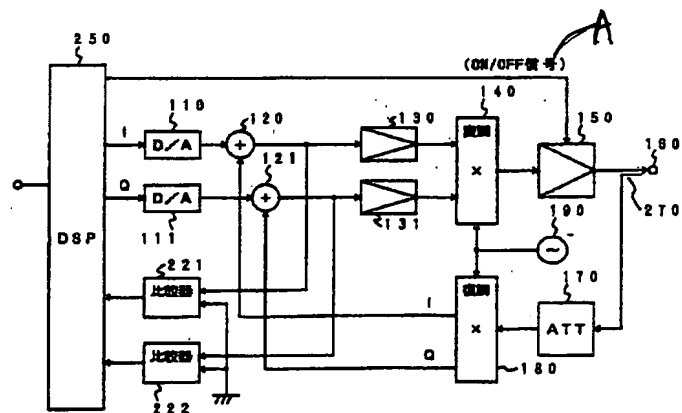 250
A
(ON/OFF信号)
140
110
120
130
150
変調
160
I
D/A
+
×
121
Q
D/A
+
270
111
131
190
DSP
221
復調
170
比較器
I
×
ATT
Q
比較器
180
222